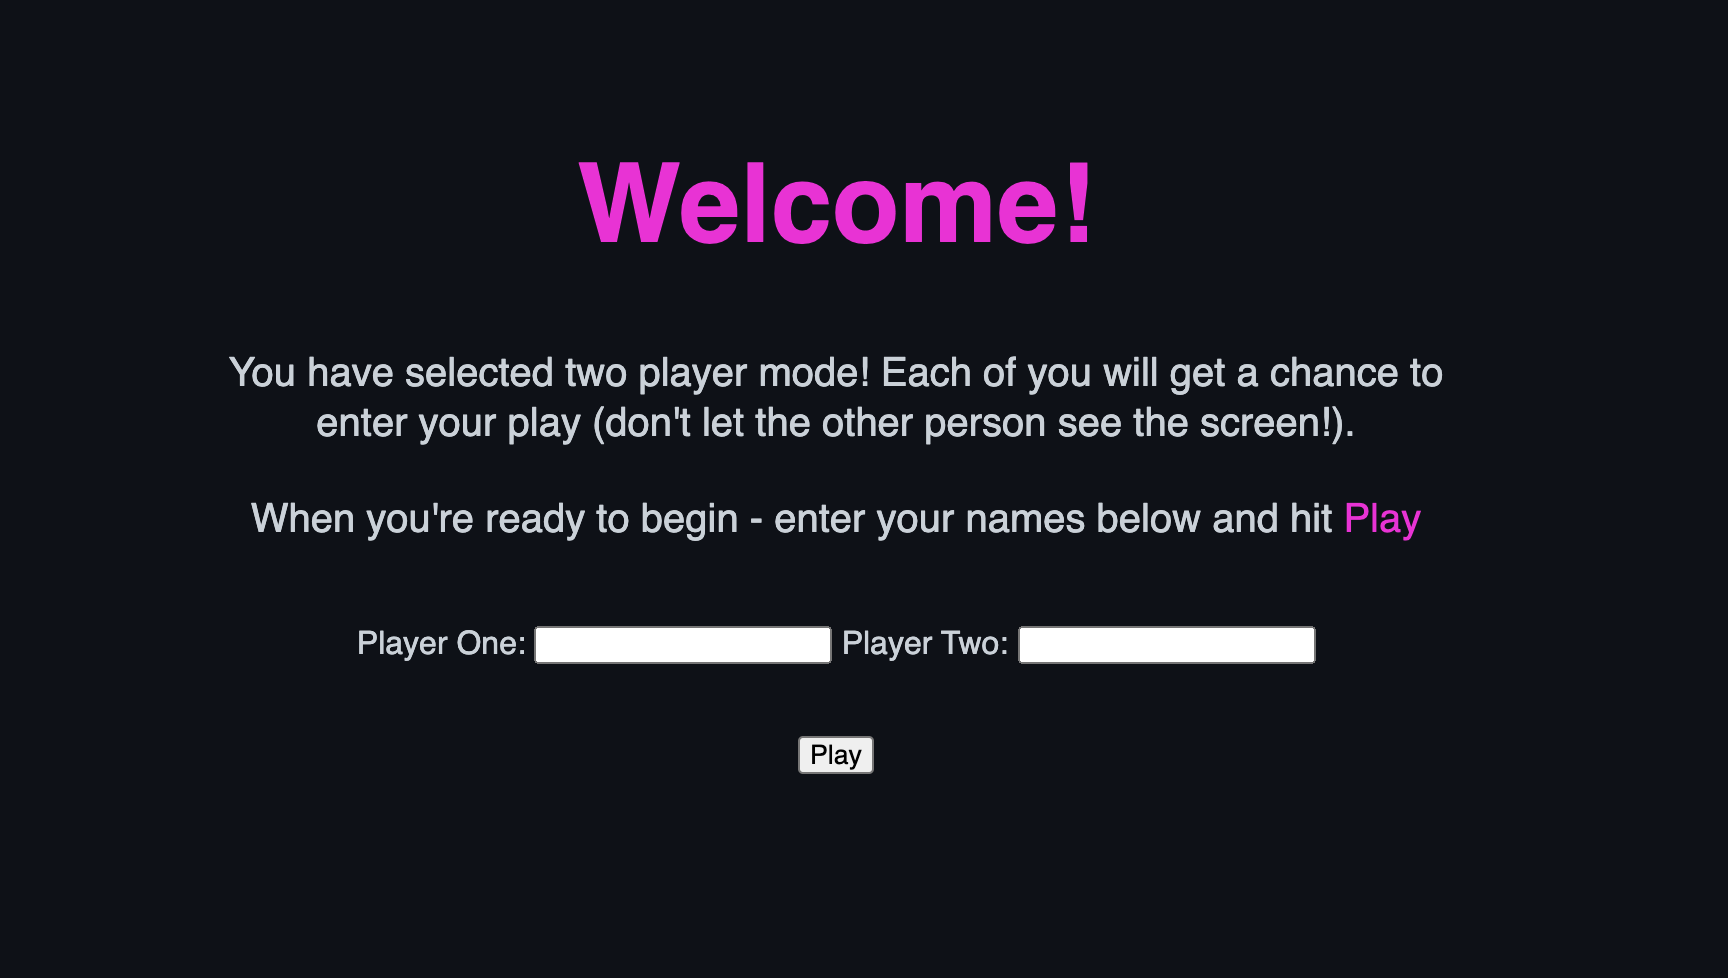 Welcome!
You have selected two player mode! Each of you will get a chance to
enter your play (don't let the other person see the screen!).
When you're ready to begin - enter your names below and hit Play
Player One: Player Two:
Play